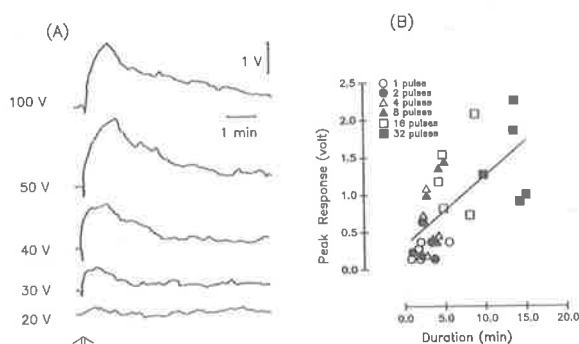 (A)
1 V
1 min
100 V
50 V
40 V
30 V
20 V
(B)
2.5
2.0
1.5
1.0
0.5
0.0
Peak Response (volt)
1 pulse
2 pulses
4 pulses
8 pulses
16 pulses
32 pulses
0.0 5.0 10.0 15.0 20.0
Duration (min)